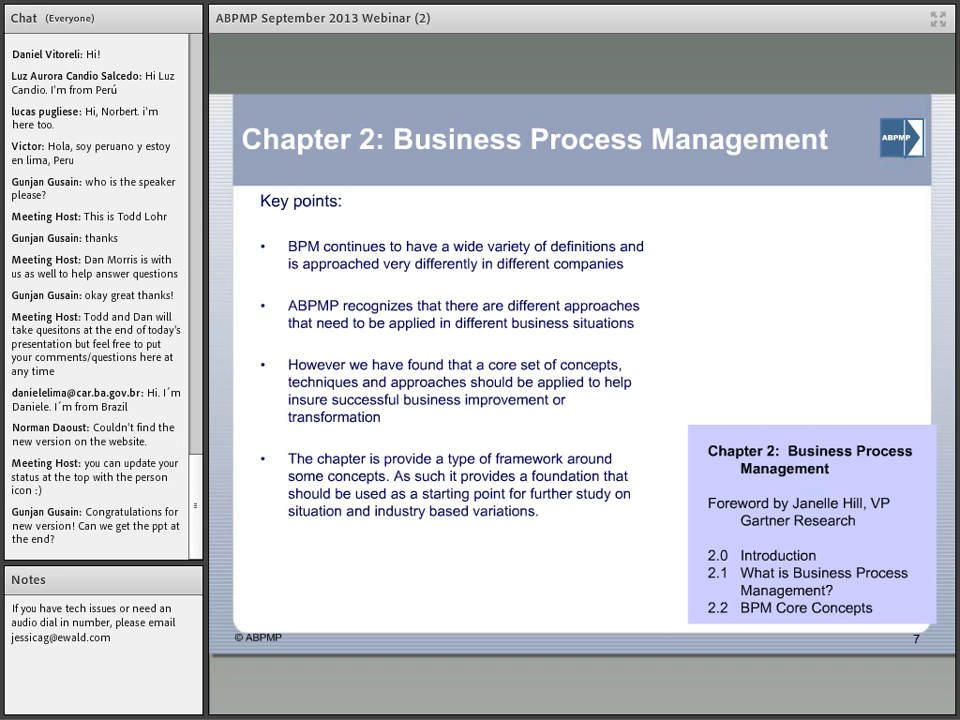 Chat (Everyone)
Daniel Vitoreli: Hi!
Luz Aurora Candio Salcedo: Hi Luz
Candio. I'm from Perú
lucas pugliese: Hi, Norbert. i'm
here too.
Victor: Hola, soy peruano y estoy
en lima, Peru
Gunjan Gusain: who is the speaker
please?
Meeting Host: This is Todd Lohr
Gunjan Gusain: thanks
Meeting Host: Dan Morris is with
us as well to help answer questions
Gunjan Gusain: okay great thanks!
Meeting Host: Todd and Dan will
take quesitons at the end of today's
presentation but feel free to put
your comments/questions here at
any time
danielelima@car.ba.gov.br: Hi. I´m
Daniele. I´m from Brazil
Norman Daoust: Couldn't find the
new version on the website.
Meeting Host: you can update your
status at the top with the person
icon :)
Gunjan Gusain: Congratulations for
new version! Can we get the ppt at
the end?
Notes
If you have tech issues or need an
audio dial in number, please email
jessicag@ewald.com
ABPMP September 2013 Webinar (2)
Chapter 2: Business Process Management
ABPMP
Key points:
• BPM continues to have a wide variety of definitions and
is approached very differently in different companies
• ABPMP recognizes that there are different approaches
that need to be applied in different business situations
• However we have found that a core set of concepts,
techniques and approaches should be applied to help
insure successful business improvement or
transformation
• The chapter is provide a type of framework around
some concepts. As such it provides a foundation that
should be used as a starting point for further study on
situation and industry based variations.
Chapter 2: Business Process
Management
Foreword by Janelle Hill, VP
Gartner Research
2.0 Introduction
2.1 What is Business Process
Management?
2.2 BPM Core Concepts
© ABPMP
7